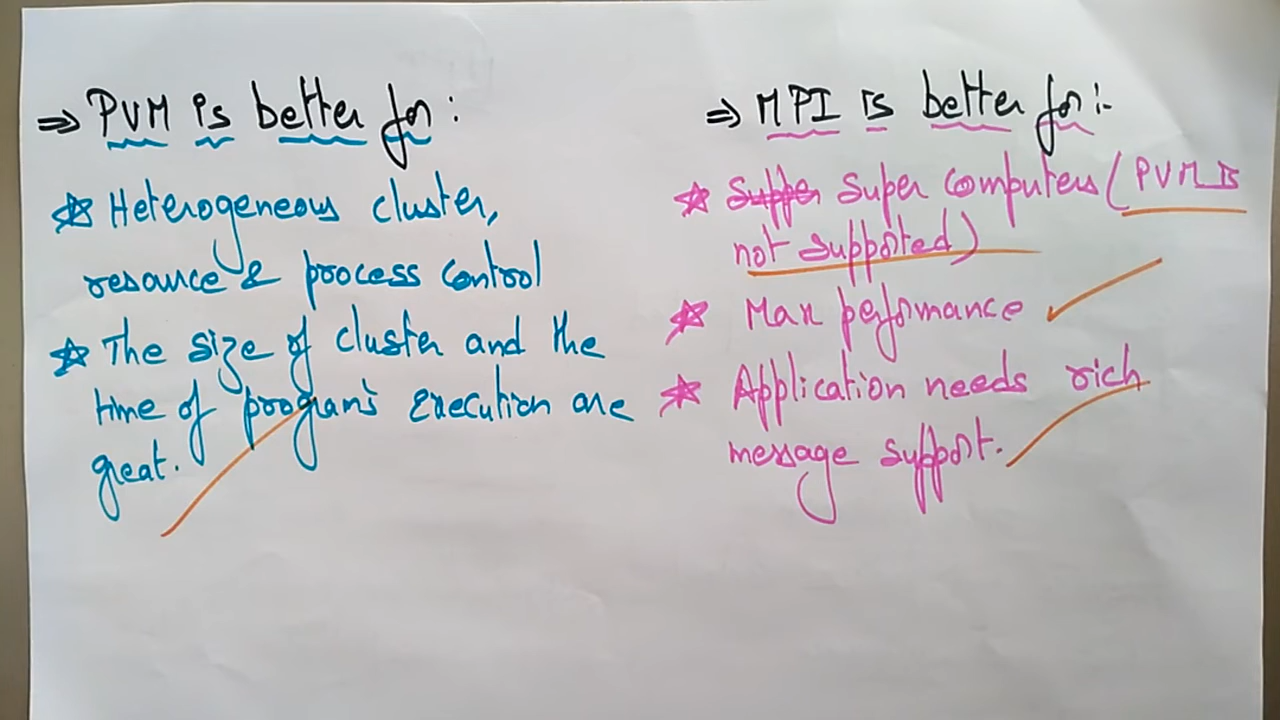 ⇒ PVM is better for:
☆ Heterogeneous cluster,
resource & process control
☆ The size of cluster and the
time of program's execution are
great.
⇒ MPI is better for:-
☆ Supper Super Computers (PVM is
not supported)
☆ Max performance ✓
☆ Application needs rich
message support.